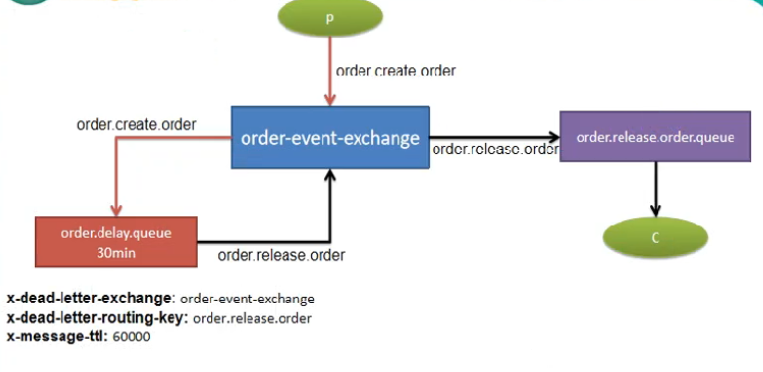 p
order.create.order
order.create.order
order-event-exchange
order.release.order
order.release.order.queue
order.delay.queue
30min
order.release.order
C
x-dead-letter-exchange: order-event-exchange
x-dead-letter-routing-key: order.release.order
x-message-ttl: 60000